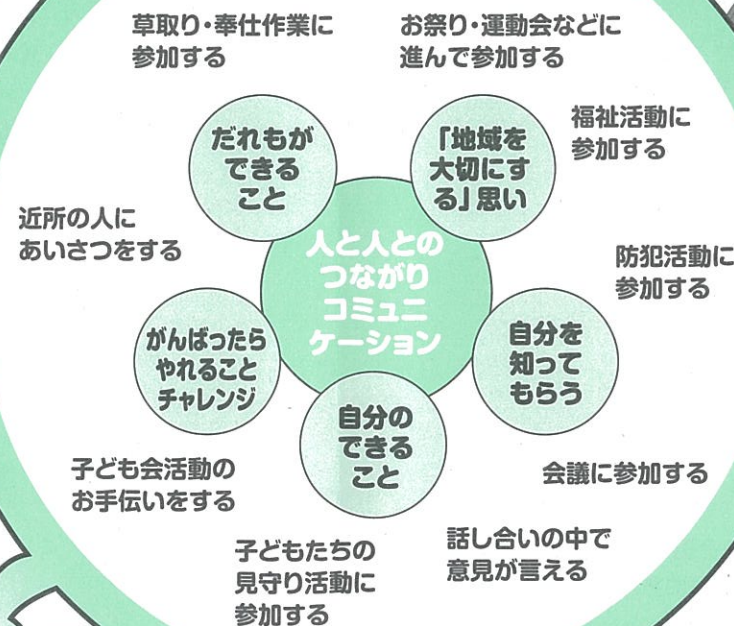 草取り・奉仕作業に
参加する
お祭り・運動会などに
進んで参加する
福祉活動に
参加する
だれもが
できる
こと
「地域を
大切にす
る」思い
近所の人に
あいさつをする
人と人との
つながり
コミュニ
ケーション
防犯活動に
参加する
がんばったら
やれること
チャレンジ
自分を
知って
もらう
自分の
できる
こと
子ども会活動の
お手伝いをする
会議に参加する
子どもたちの
見守り活動に
参加する
話し合いの中で
意見が言える